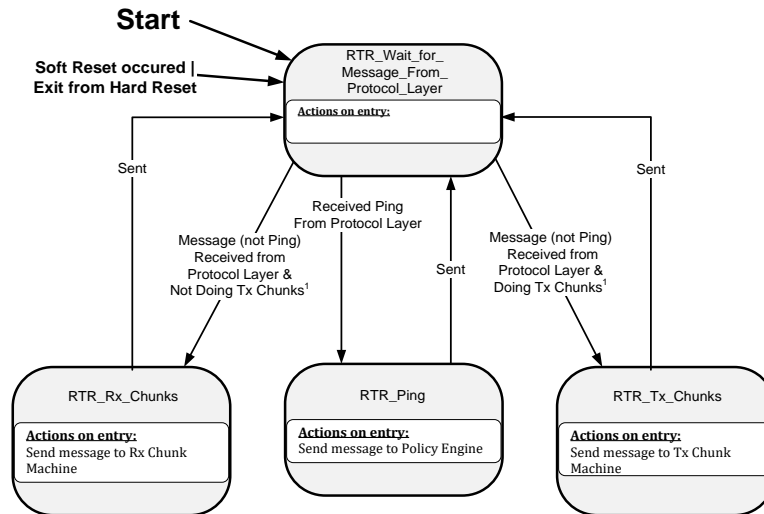 Start
Soft Reset occured |
Exit from Hard Reset
RTR_Wait_for_
Message_From_
Protocol_Layer
Actions on entry:
Sent
Received Ping
From Protocol Layer
Message (not Ping)
Received from
Protocol Layer &
Not Doing Tx Chunks¹
Sent
Message (not Ping)
Received from
Protocol Layer &
Doing Tx Chunks¹
Sent
RTR_Rx_Chunks
Actions on entry:
Send message to Rx Chunk
Machine
RTR_Ping
Actions on entry:
Send message to Policy Engine
RTR_Tx_Chunks
Actions on entry:
Send message to Tx Chunk
Machine